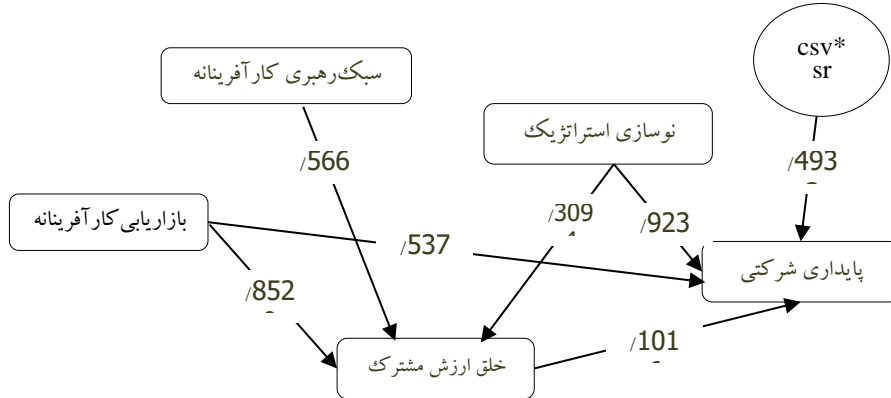 csv*
sr
سبک رهبری کارآفرینانه
نوسازی استراتژیک
/493
/566
بازاریابی کارآفرینانه
/309
/923
/537
پایداری شرکتی
/852
/101
خلق ارزش مشترک